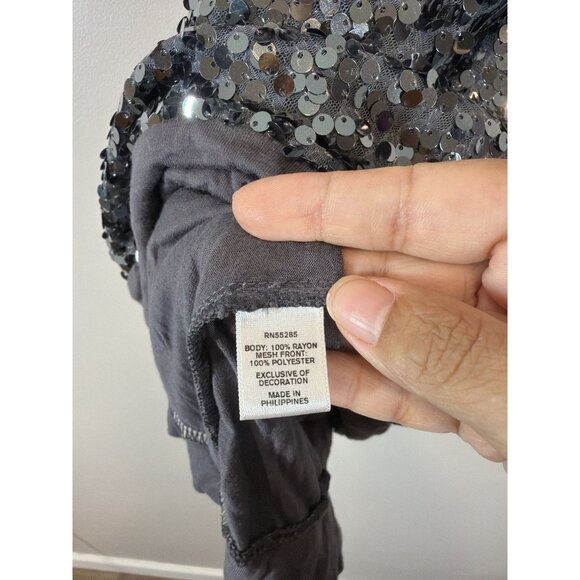 RN55285
BODY: 100% RAYON
MESH FRONT:
100% POLYESTER
EXCLUSIVE OF
DECORATION
MADE IN
PHILIPPINES